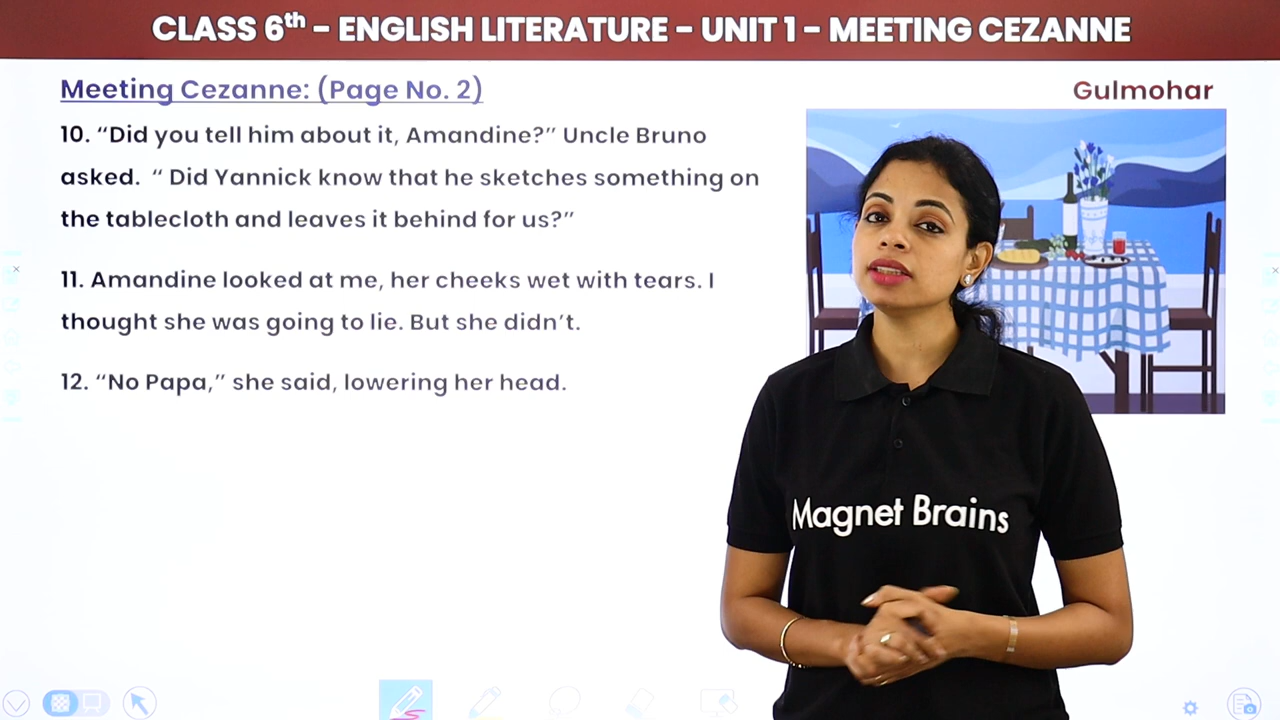 CLASS 6th – ENGLISH LITERATURE – UNIT 1 – MEETING CEZANNE
Meeting Cezanne: (Page No. 2)
Gulmohar
10. “Did you tell him about it, Amandine?” Uncle Bruno
asked. “ Did Yannick know that he sketches something on
the tablecloth and leaves it behind for us?”
11. Amandine looked at me, her cheeks wet with tears. I
thought she was going to lie. But she didn’t.
12. “No Papa,” she said, lowering her head.
Magnet Brains